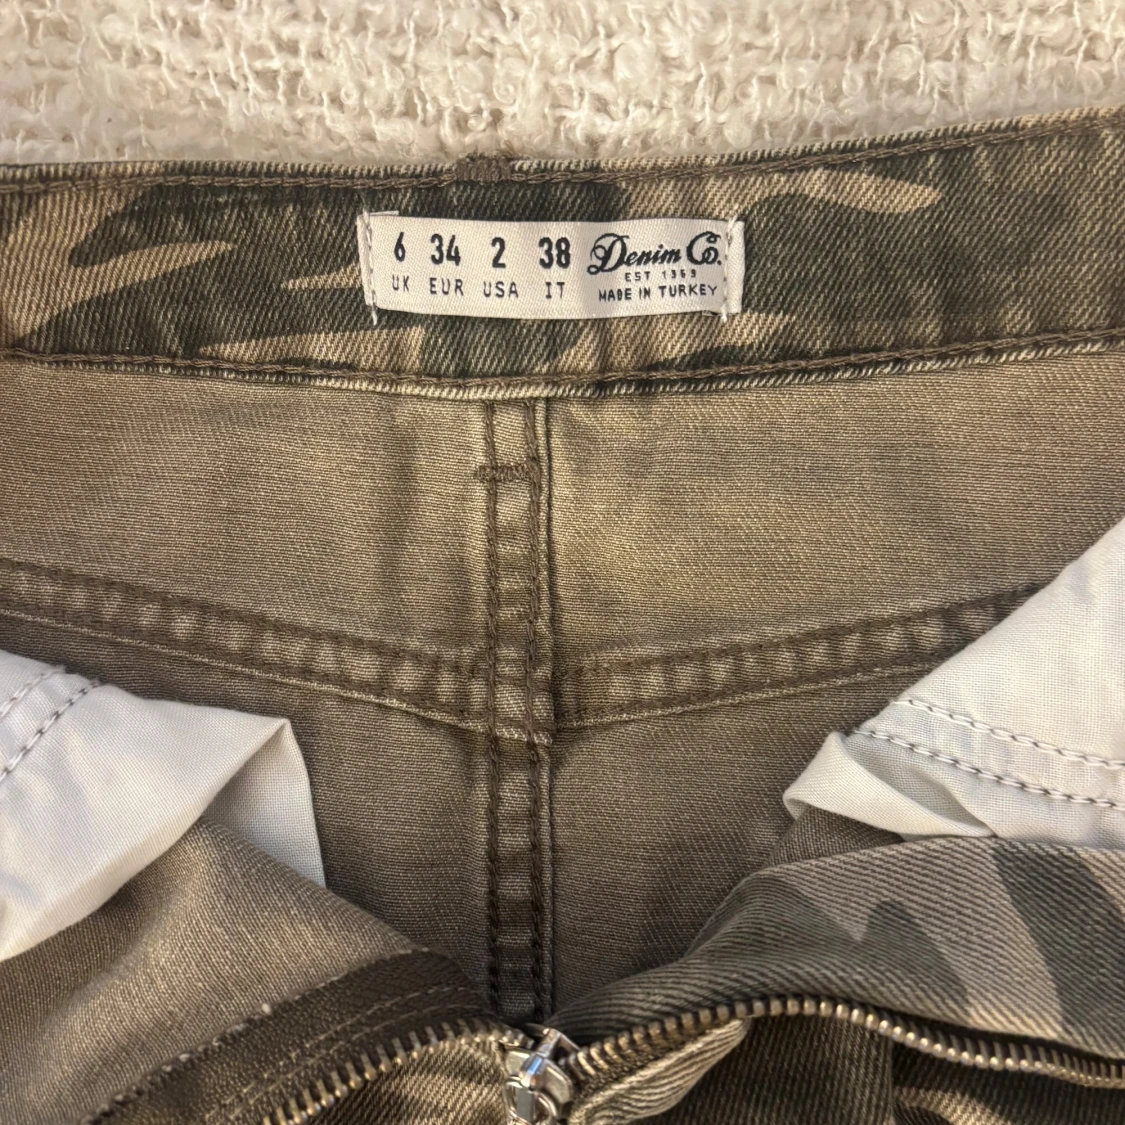 6 34 2 38 Denim Co.
UK EUR USA IT EST 1969
MADE IN TURKEY